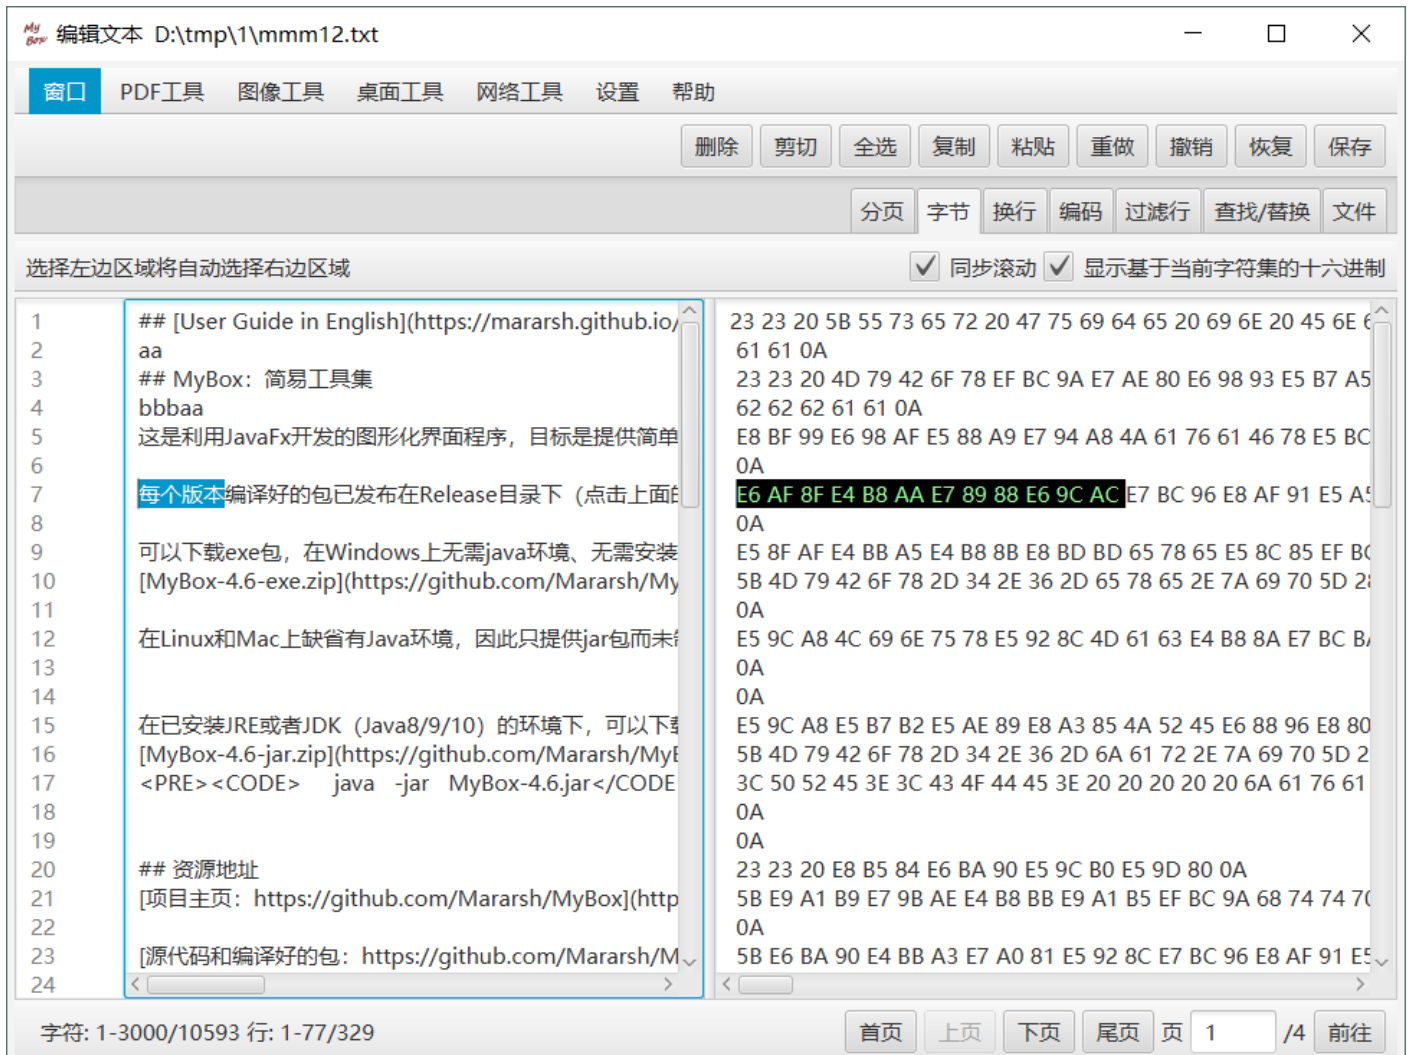 My Box 编辑文本 D:\tmp\1\mmm12.txt
窗口 PDF工具 图像工具 桌面工具 网络工具 设置 帮助
删除 剪切 全选 复制 粘贴 重做 撤销 恢复 保存
分页 字节 换行 编码 过滤行 查找/替换 文件
选择左边区域将自动选择右边区域 同步滚动 显示基于当前字符集的十六进制
1 ## [User Guide in English](https://mararsh.github.io/ 23 23 20 5B 55 73 65 72 20 47 75 69 64 65 20 69 6E 20 45 6E
2 aa 61 61 0A
3 ## MyBox：简易工具集 23 23 20 4D 79 42 6F 78 EF BC 9A E7 AE 80 E6 98 93 E5 B7 A5
4 bbbaa 62 62 62 61 61 0A
5 这是利用JavaFx开发的图形化界面程序，目标是提供简单 E8 BF 99 E6 98 AF E5 88 A9 E7 94 A8 4A 61 76 61 46 78 E5 BC
6 0A
7 每个版本编译好的包已发布在Release目录下（点击上面的 E6 AF 8F E4 B8 AA E7 89 88 E6 9C AC E7 BC 96 E8 AF 91 E5 A5
8 0A
9 可以下载exe包，在Windows上无需java环境、无需安装 E5 8F AF E4 BB A5 E4 B8 8B E8 BD BD 65 78 65 E5 8C 85 EF BC
10 [MyBox-4.6-exe.zip](https://github.com/Mararsh/My 5B 4D 79 42 6F 78 2D 34 2E 36 2D 65 78 65 2E 7A 69 70 5D 28
11 0A
12 在Linux和Mac上缺省有Java环境，因此只提供jar包而未制 E5 9C A8 4C 69 6E 75 78 E5 92 8C 4D 61 63 E4 B8 8A E7 BC BA
13 0A
14 0A
15 在已安装JRE或者JDK（Java8/9/10）的环境下，可以下载 E5 9C A8 E5 B7 B2 E5 AE 89 E8 A3 85 4A 52 45 E6 88 96 E8 80
16 [MyBox-4.6-jar.zip](https://github.com/Mararsh/MyB 5B 4D 79 42 6F 78 2D 34 2E 36 2D 6A 61 72 2E 7A 69 70 5D 2
17 <PRE><CODE> java -jar MyBox-4.6.jar</CODE 3C 50 52 45 3E 3C 43 4F 44 45 3E 20 20 20 20 20 6A 61 76 61
18 0A
19 0A
20 ## 资源地址 23 23 20 E8 B5 84 E6 BA 90 E5 9C B0 E5 9D 80 0A
21 [项目主页：https://github.com/Mararsh/MyBox](http 5B E9 A1 B9 E7 9B AE E4 B8 BB E9 A1 B5 EF BC 9A 68 74 74 70
22 0A
23 [源代码和编译好的包：https://github.com/Mararsh/M 5B E6 BA 90 E4 BB A3 E7 A0 81 E5 92 8C E7 BC 96 E8 AF 91 E5
24
字符: 1-3000/10593 行: 1-77/329 首页 上页 下页 尾页 页 1 /4 前往